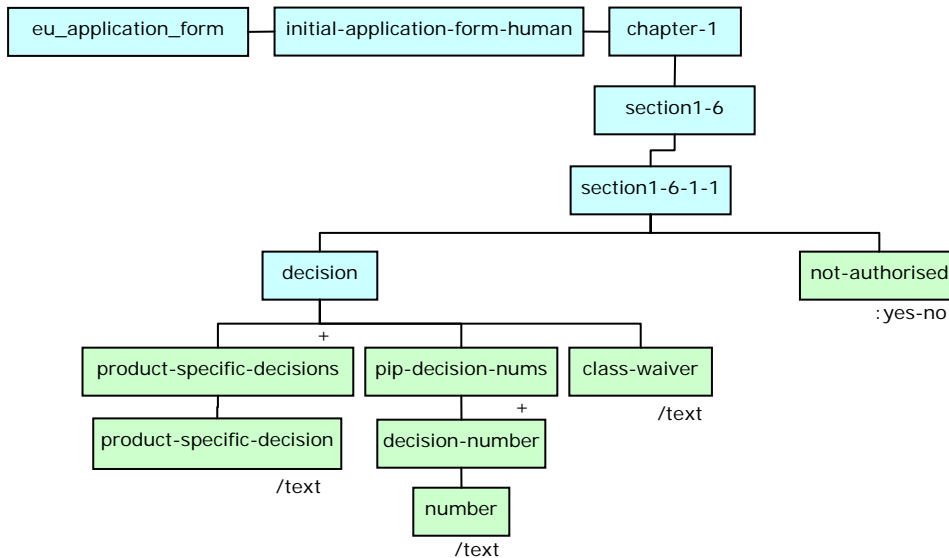 eu_application_form
initial-application-form-human
chapter-1
section1-6
section1-6-1-1
decision
not-authorised
:yes-no
+
product-specific-decisions
pip-decision-nums
class-waiver
/text
+
product-specific-decision
decision-number
/text
number
/text